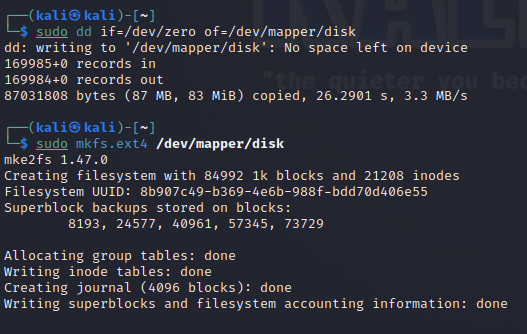 ┌──(kali㉿kali)-[~]
└─$ sudo dd if=/dev/zero of=/dev/mapper/disk
dd: writing to '/dev/mapper/disk': No space left on device
169985+0 records in
169984+0 records out
87031808 bytes (87 MB, 83 MiB) copied, 26.2901 s, 3.3 MB/s
"the quieter you bec
┌──(kali㉿kali)-[~]
└─$ sudo mkfs.ext4 /dev/mapper/disk
mke2fs 1.47.0
Creating filesystem with 84992 1k blocks and 21208 inodes
Filesystem UUID: 8b907c49-b369-4e6b-988f-bdd70d406e55
Superblock backups stored on blocks:
8193, 24577, 40961, 57345, 73729
Allocating group tables: done
Writing inode tables: done
Creating journal (4096 blocks): done
Writing superblocks and filesystem accounting information: done